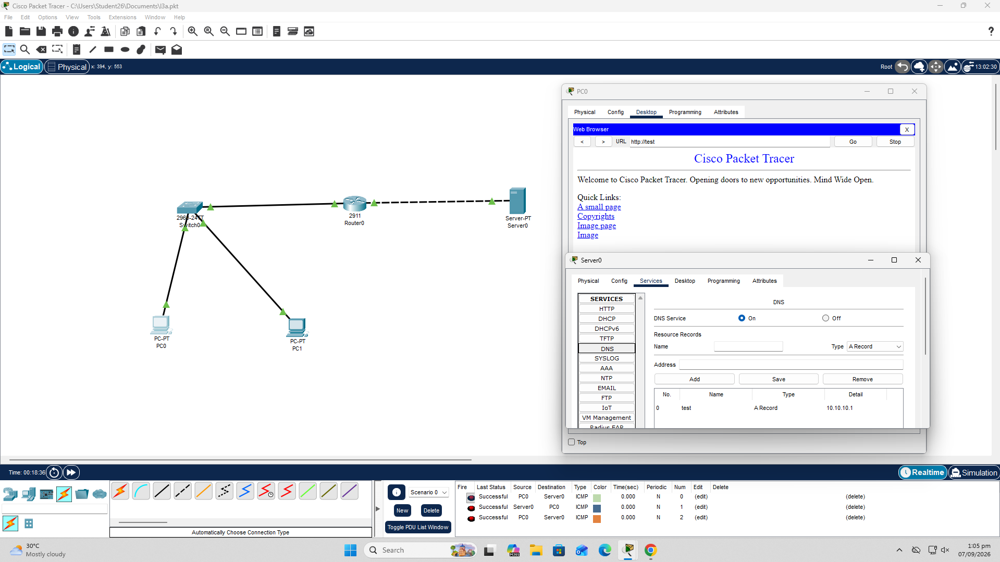 Cisco Packet Tracer - C:\Users\Student26\Documents\l3a.pkt
File Edit Options View Tools Extensions Window Help
?
Logical Physical x: 394, y: 553
Root 13:02:30
2960-24TT
Switch0
2911
Router0
Server-PT
Server0
PC-PT
PC0
PC-PT
PC1
PC0
Physical Config Desktop Programming Attributes
Web Browser X
< > URL http://test Go Stop
Cisco Packet Tracer
Welcome to Cisco Packet Tracer. Opening doors to new opportunities. Mind Wide Open.
Quick Links:
A small page
Copyrights
Image page
Image
Server0
Physical Config Services Desktop Programming Attributes
SERVICES
HTTP
DHCP
DHCPv6
TFTP
DNS
SYSLOG
AAA
NTP
EMAIL
FTP
IoT
VM Management
Radius EAP
DNS
DNS Service On Off
Resource Records
Name Type A Record
Address
Add Save Remove
No. Name Type Detail
0 test A Record 10.10.10.1
Top
Time: 00:18:36
Realtime Simulation
Automatically Choose Connection Type
Scenario 0
New Delete
Toggle PDU List Window
Fire Last Status Source Destination Type Color Time(sec) Periodic Num Edit Delete
Successful PC0 Server0 ICMP 0.000 N 0 (edit) (delete)
Successful Server0 PC0 ICMP 0.000 N 1 (edit) (delete)
Successful PC0 Server0 ICMP 0.000 N 2 (edit) (delete)
30°C
Mostly cloudy
Search
M365
1:05 pm
07/09/2026